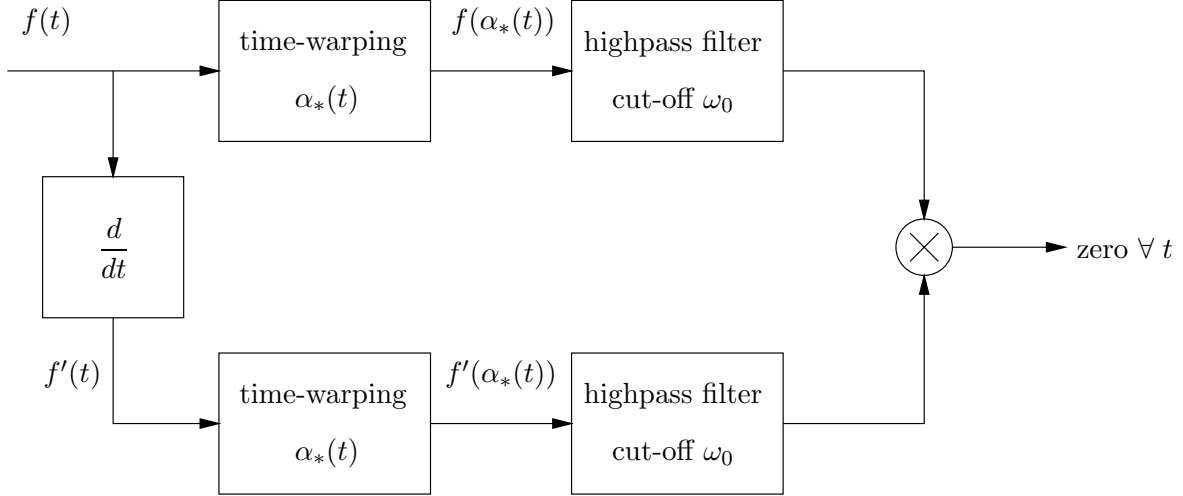 f(t)
time-warping
α∗(t)
f(α∗(t))
highpass filter
cut-off ω₀
d
dt
zero ∀ t
f′(t)
time-warping
α∗(t)
f′(α∗(t))
highpass filter
cut-off ω₀